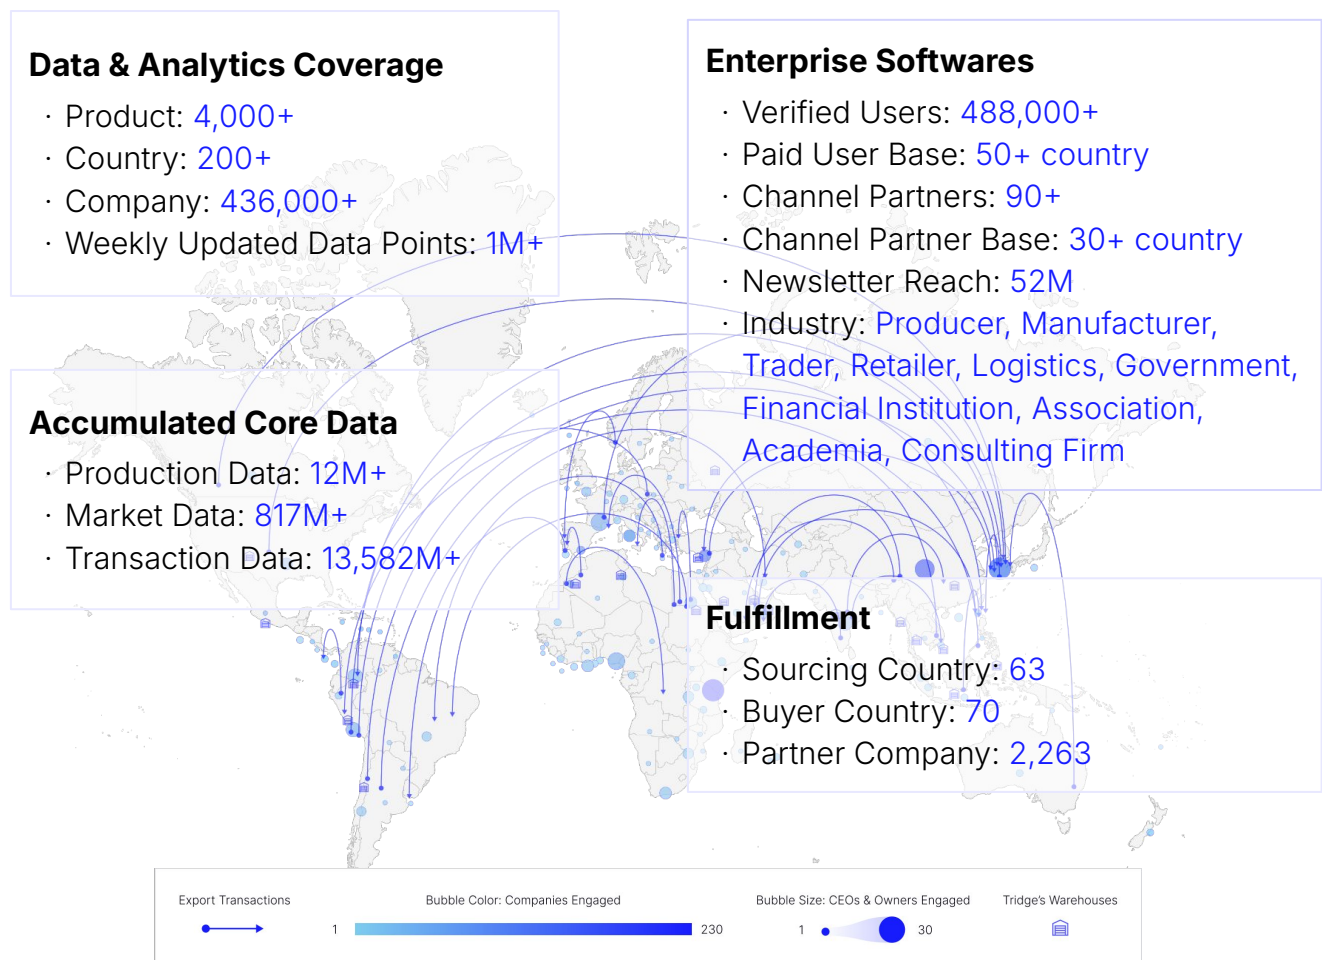 Data & Analytics Coverage
· Product: 4,000+
· Country: 200+
· Company: 436,000+
· Weekly Updated Data Points: 1M+
Accumulated Core Data
· Production Data: 12M+
· Market Data: 817M+
· Transaction Data: 13,582M+
Enterprise Softwares
· Verified Users: 488,000+
· Paid User Base: 50+ country
· Channel Partners: 90+
· Channel Partner Base: 30+ country
· Newsletter Reach: 52M
· Industry: Producer, Manufacturer,
Trader, Retailer, Logistics, Government,
Financial Institution, Association,
Academia, Consulting Firm
Fulfillment
· Sourcing Country: 63
· Buyer Country: 70
· Partner Company: 2,263
Export Transactions
Bubble Color: Companies Engaged
1 230
Bubble Size: CEOs & Owners Engaged
1 30
Tridge's Warehouses